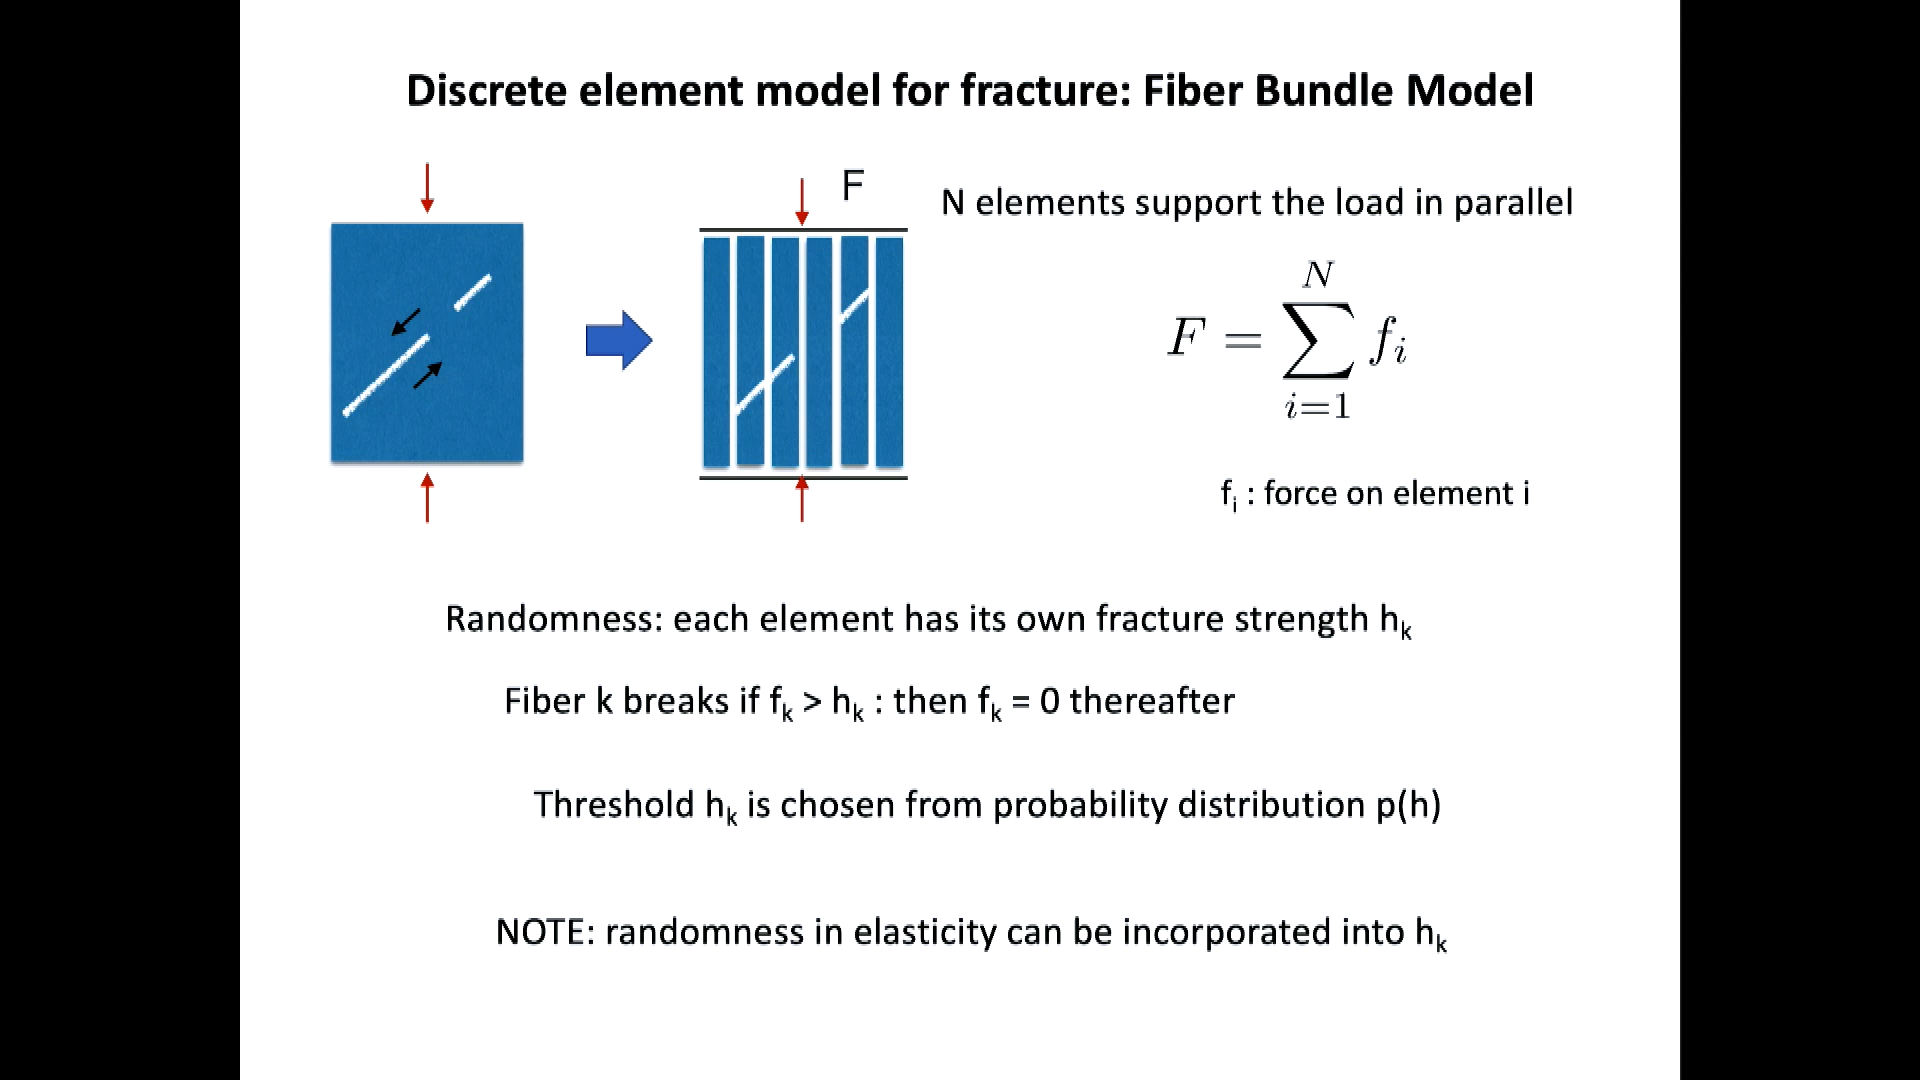 Discrete element model for fracture: Fiber Bundle Model
F
N elements support the load in parallel
F = \sum_{i=1}^{N} f_i
f_i : force on element i
Randomness: each element has its own fracture strength h_k
Fiber k breaks if f_k > h_k : then f_k = 0 thereafter
Threshold h_k is chosen from probability distribution p(h)
NOTE: randomness in elasticity can be incorporated into h_k